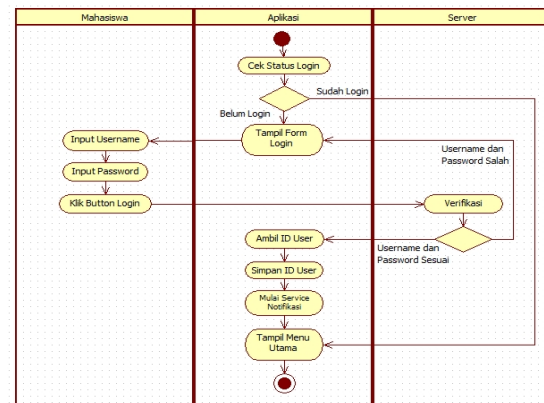 Mahasiswa
Aplikasi
Server
Cek Status Login
Sudah Login
Belum Login
Tampil Form
Login
Input Username
Username dan
Password Salah
Input Password
Klik Button Login
Verifikasi
Ambil ID User
Username dan
Password Sesuai
Simpan ID User
Mulai Service
Notifikasi
Tampil Menu
Utama